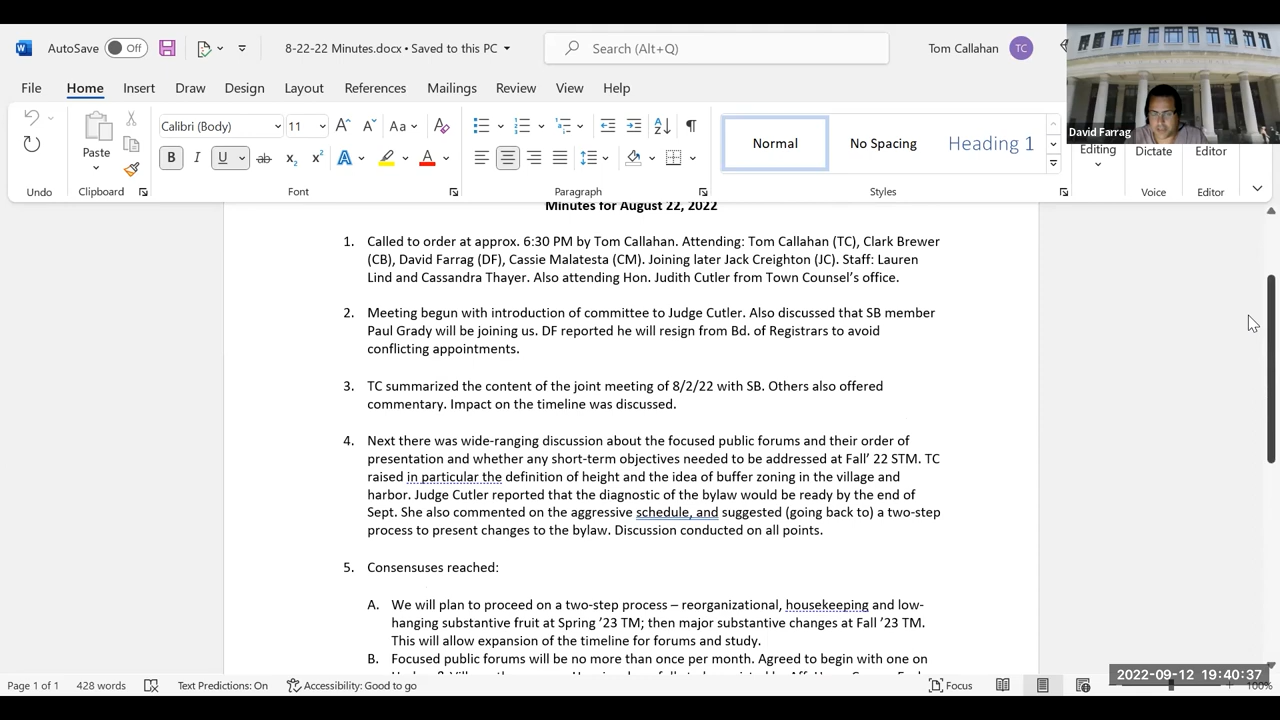 AutoSave Off 8-22-22 Minutes.docx • Saved to this PC Search (Alt+Q) Tom Callahan TC
File Home Insert Draw Design Layout References Mailings Review View Help
David Farrag
Calibri (Body) 11
Paste
Normal No Spacing Heading 1
Editing Dictate Editor
Undo Clipboard Font Paragraph Styles Voice Editor
Minutes for August 22, 2022
1. Called to order at approx. 6:30 PM by Tom Callahan. Attending: Tom Callahan (TC), Clark Brewer
(CB), David Farrag (DF), Cassie Malatesta (CM). Joining later Jack Creighton (JC). Staff: Lauren
Lind and Cassandra Thayer. Also attending Hon. Judith Cutler from Town Counsel's office.
2. Meeting begun with introduction of committee to Judge Cutler. Also discussed that SB member
Paul Grady will be joining us. DF reported he will resign from Bd. of Registrars to avoid
conflicting appointments.
3. TC summarized the content of the joint meeting of 8/2/22 with SB. Others also offered
commentary. Impact on the timeline was discussed.
4. Next there was wide-ranging discussion about the focused public forums and their order of
presentation and whether any short-term objectives needed to be addressed at Fall' 22 STM. TC
raised in particular the definition of height and the idea of buffer zoning in the village and
harbor. Judge Cutler reported that the diagnostic of the bylaw would be ready by the end of
Sept. She also commented on the aggressive schedule, and suggested (going back to) a two-step
process to present changes to the bylaw. Discussion conducted on all points.
5. Consensuses reached:
A. We will plan to proceed on a two-step process – reorganizational, housekeeping and low-
hanging substantive fruit at Spring '23 TM; then major substantive changes at Fall '23 TM.
This will allow expansion of the timeline for forums and study.
B. Focused public forums will be no more than once per month. Agreed to begin with one on
Page 1 of 1 428 words Text Predictions: On Accessibility: Good to go Focus 100%
2022-09-12 19:40:37